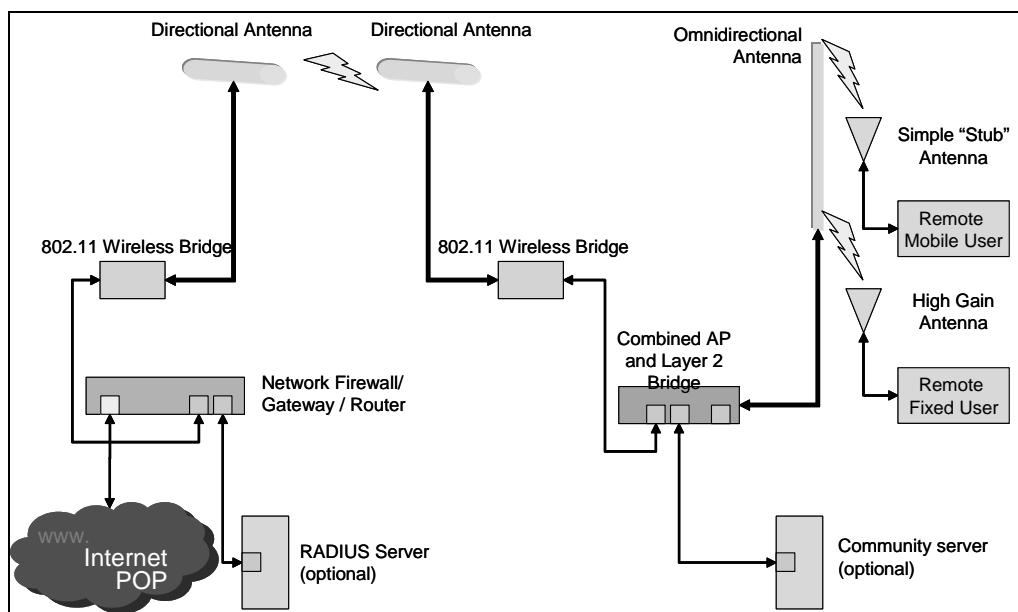 Directional Antenna
Directional Antenna
Omnidirectional
Antenna
Simple “Stub”
Antenna
Remote
Mobile User
802.11 Wireless Bridge
802.11 Wireless Bridge
High Gain
Antenna
Combined AP
and Layer 2
Bridge
Network Firewall/
Gateway / Router
Remote
Fixed User
www.
Internet
POP
RADIUS Server
(optional)
Community server
(optional)